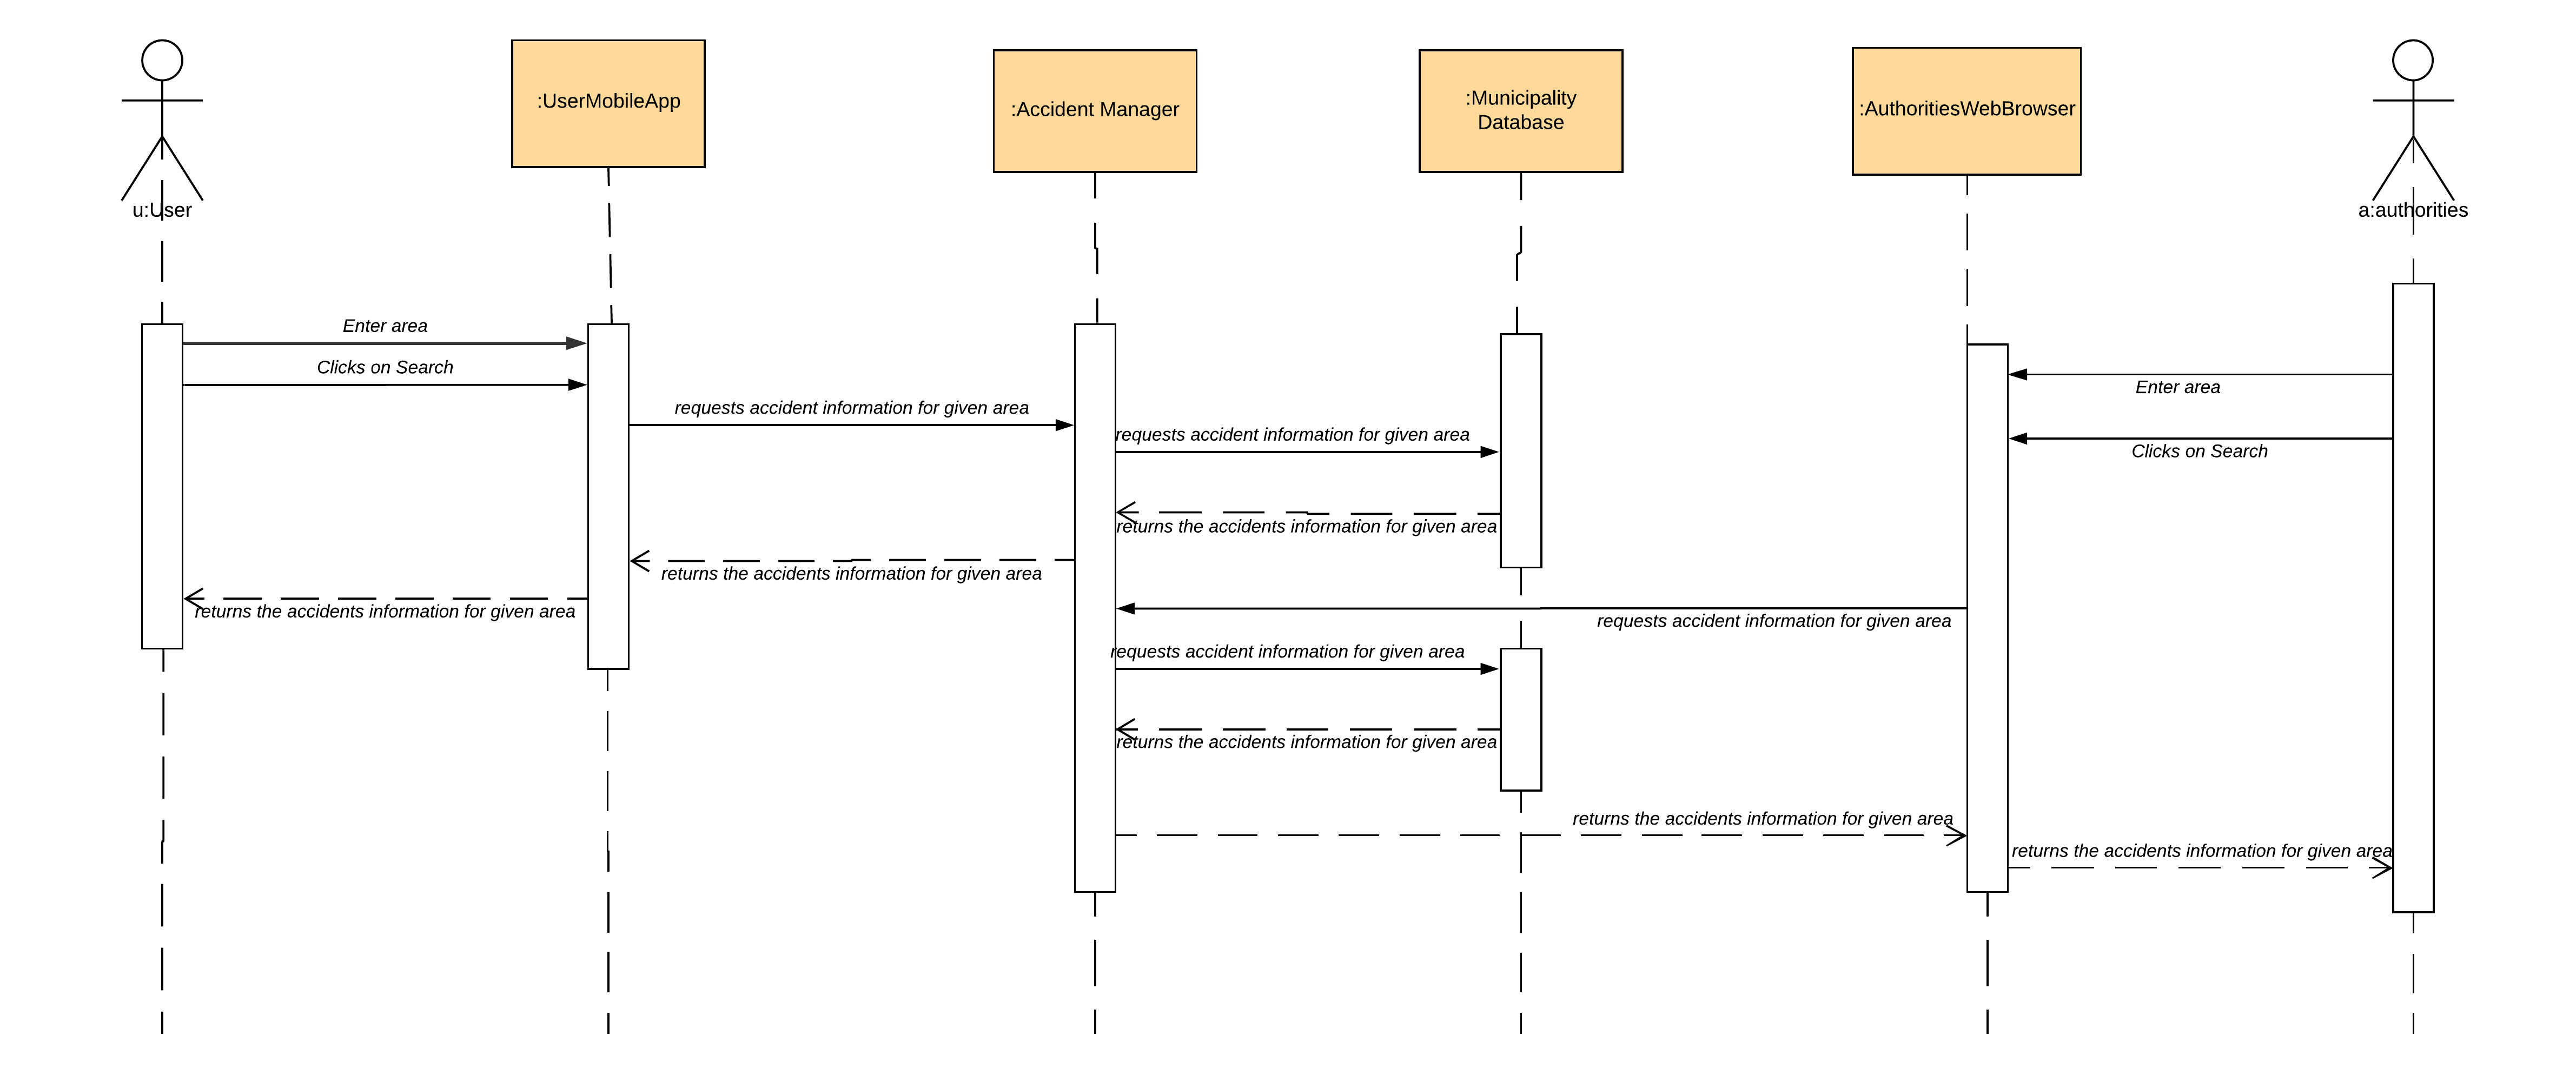 :UserMobileApp
:Accident Manager
:Municipality
Database
:AuthoritiesWebBrowser
u:User
a:authorities
Enter area
Clicks on Search
Enter area
requests accident information for given area
requests accident information for given area
Clicks on Search
returns the accidents information for given area
returns the accidents information for given area
returns the accidents information for given area
requests accident information for given area
requests accident information for given area
returns the accidents information for given area
returns the accidents information for given area
returns the accidents information for given area